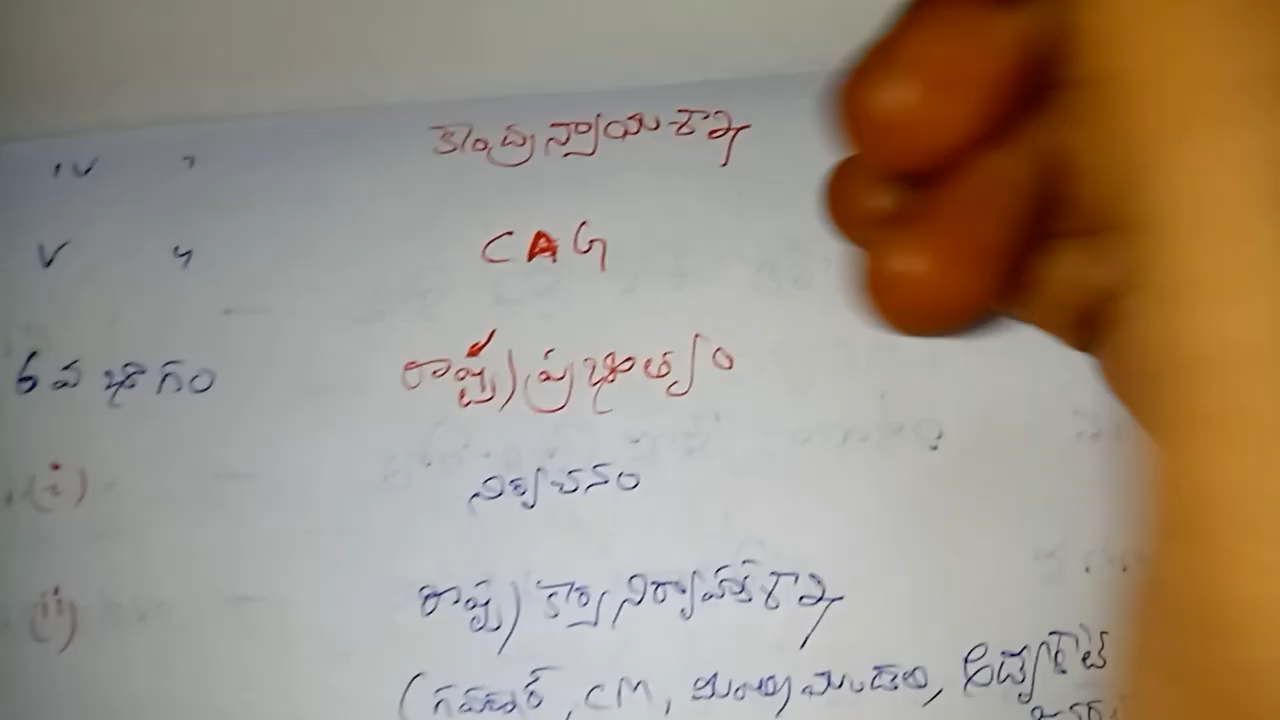 IV " కేంద్ర న్యాయశాఖ
V " CAG
6వ భాగం రాష్ట్ర ప్రభుత్వం
(i) — నిర్వచనం
(ii) — రాష్ట్ర కార్యనిర్వాహక శాఖ
(గవర్నర్, CM, మంత్రిమండలి,